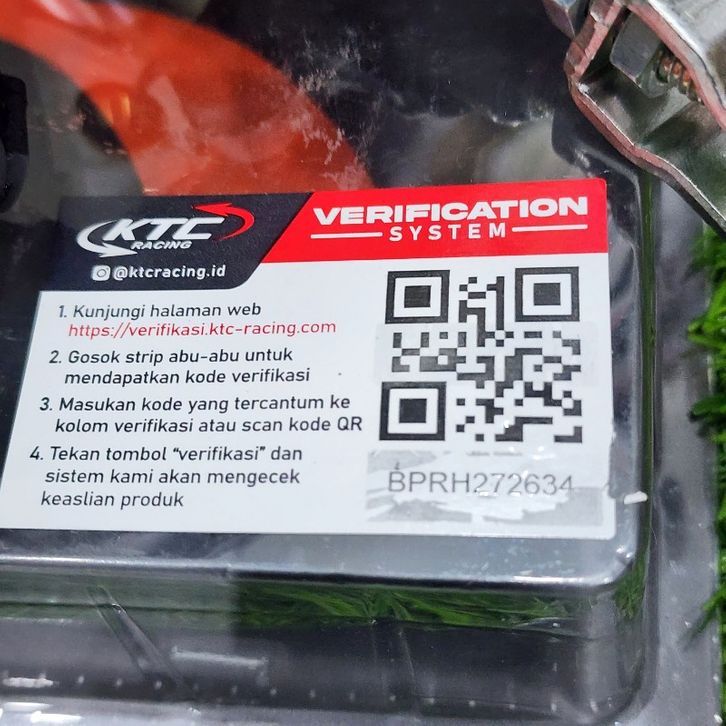 KTC
RACING
@ktcracing.id
VERIFICATION
SYSTEM
1. Kunjungi halaman web
https://verifikasi.ktc-racing.com
2. Gosok strip abu-abu untuk
mendapatkan kode verifikasi
3. Masukan kode yang tercantum ke
kolom verifikasi atau scan kode QR
4. Tekan tombol “verifikasi” dan
sistem kami akan mengecek
keaslian produk
BPRH272634